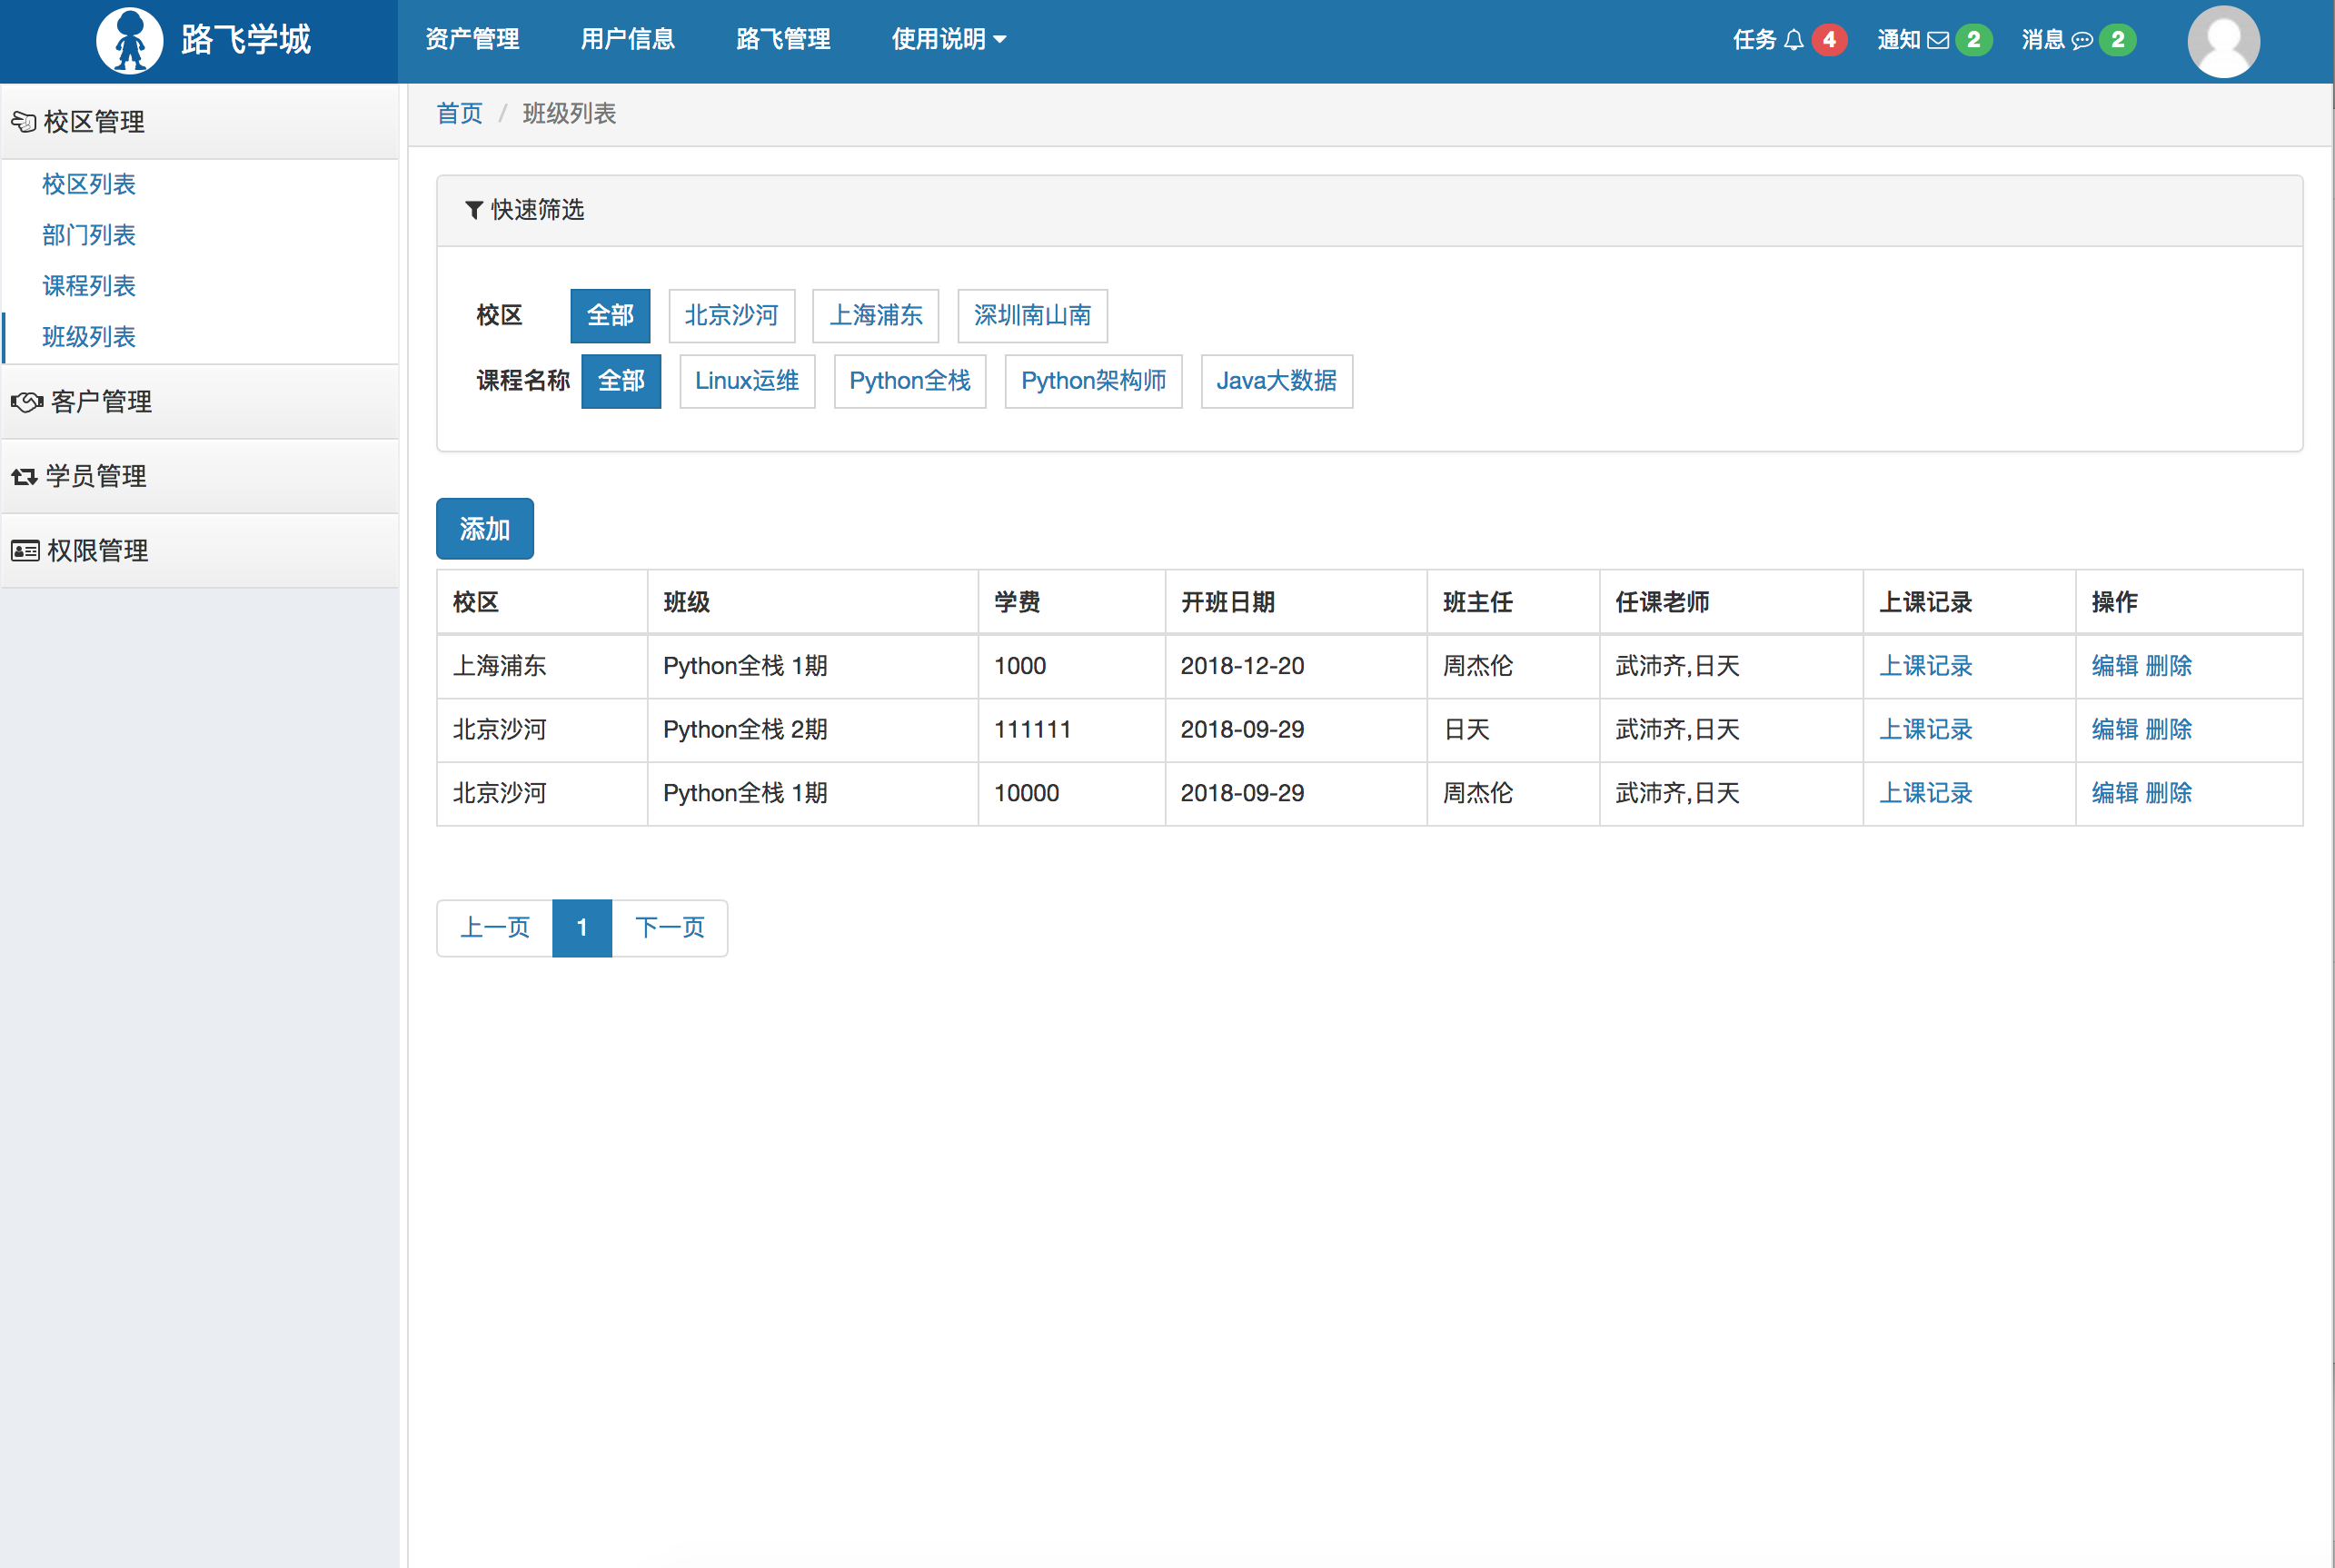 路飞学城 资产管理 用户信息 路飞管理 使用说明 任务 4 通知 2 消息 2
校区管理
校区列表
部门列表
课程列表
班级列表
客户管理
学员管理
权限管理
首页 / 班级列表
快速筛选
校区 全部 北京沙河 上海浦东 深圳南山南
课程名称 全部 Linux运维 Python全栈 Python架构师 Java大数据
添加
校区 班级 学费 开班日期 班主任 任课老师 上课记录 操作
上海浦东 Python全栈 1期 1000 2018-12-20 周杰伦 武沛齐,日天 上课记录 编辑 删除
北京沙河 Python全栈 2期 111111 2018-09-29 日天 武沛齐,日天 上课记录 编辑 删除
北京沙河 Python全栈 1期 10000 2018-09-29 周杰伦 武沛齐,日天 上课记录 编辑 删除
上一页 1 下一页